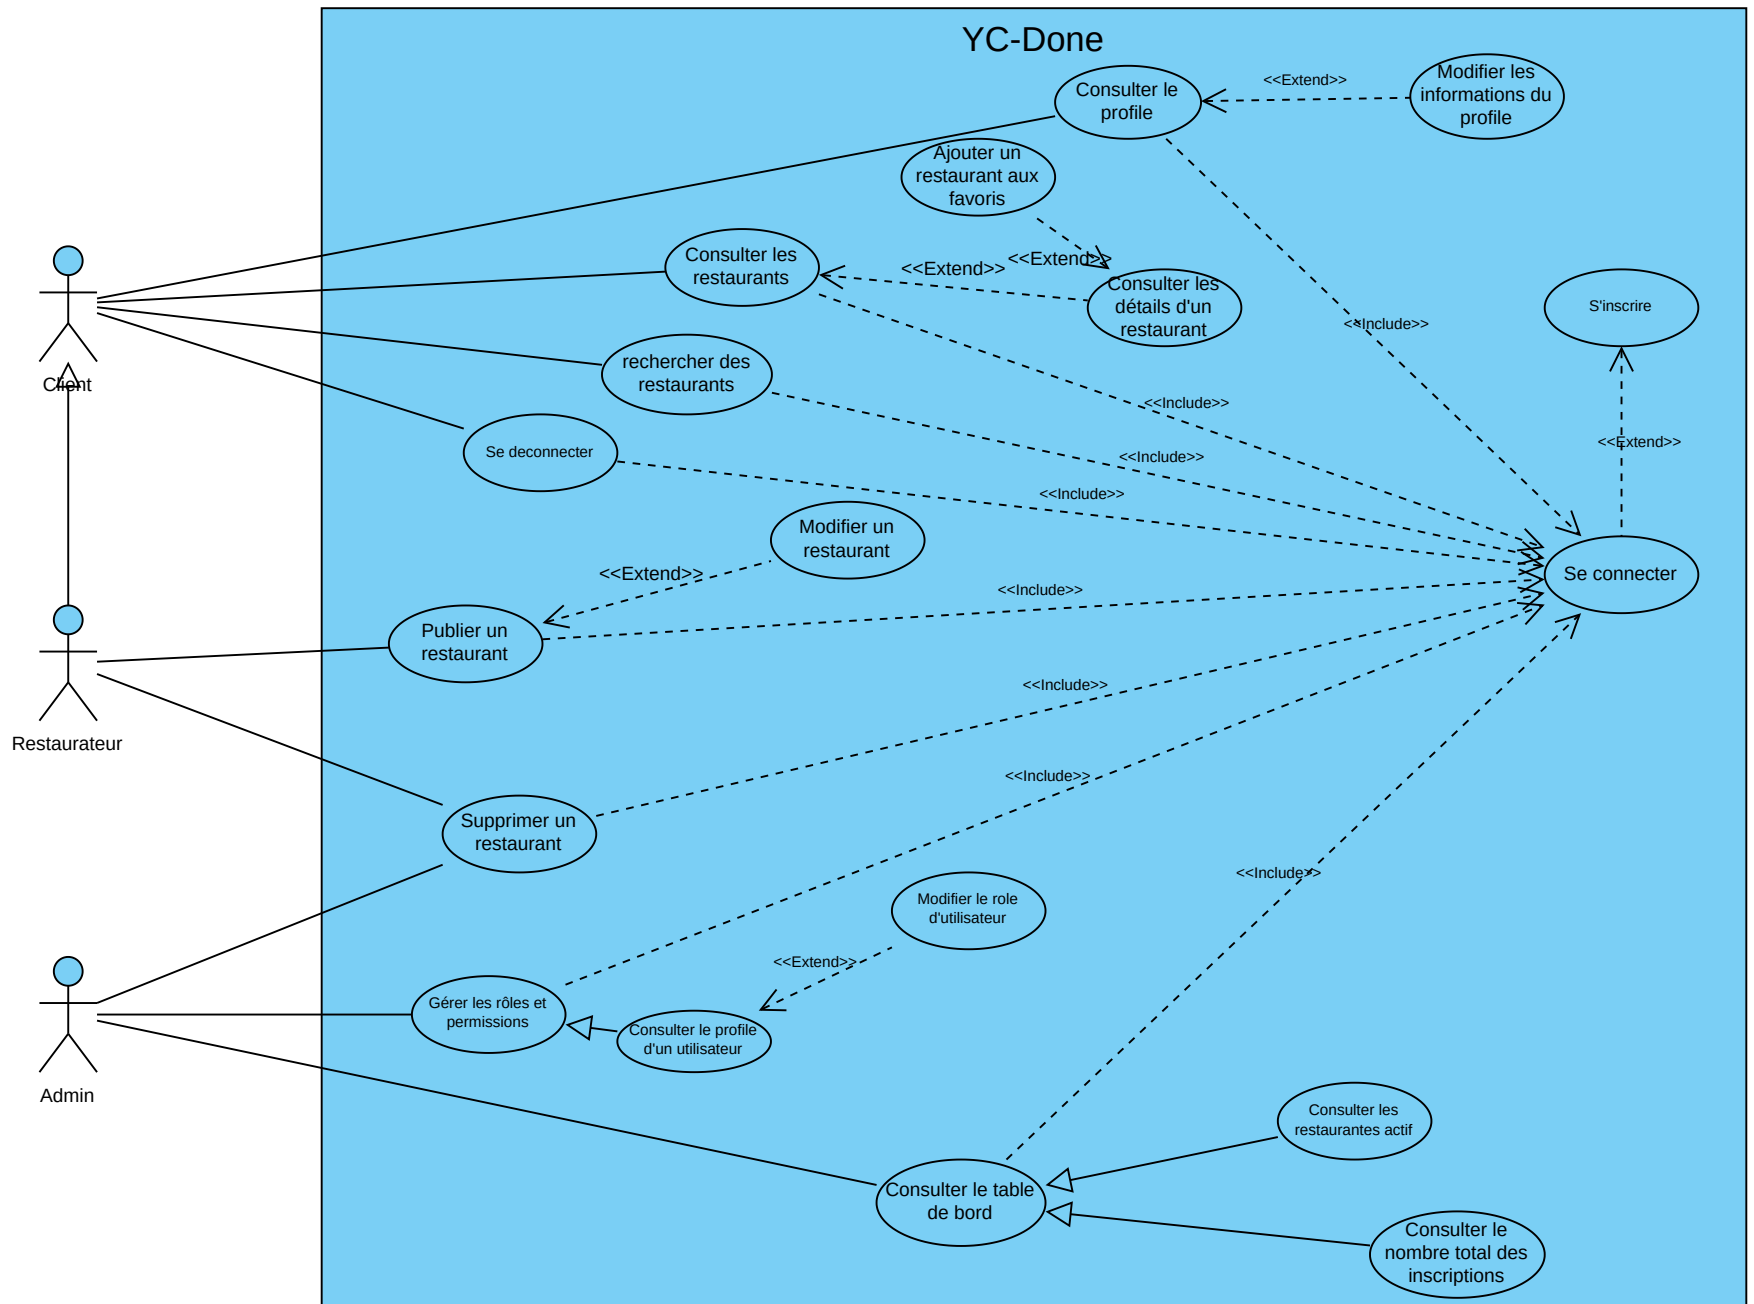 YC-Done
Consulter le
profile
<<Extend>>
Modifier les
informations du
profile
Ajouter un
restaurant aux
favoris
Consulter les
restaurants
<<Extend>>
<<Extend>>
Consulter les
détails d'un
restaurant
S'inscrire
<<Include>>
Client
rechercher des
restaurants
<<Include>>
<<Extend>>
Se deconnecter
<<Include>>
<<Include>>
Modifier un
restaurant
<<Extend>>
Se connecter
<<Include>>
Publier un
restaurant
<<Include>>
Restaurateur
<<Include>>
Supprimer un
restaurant
<<Include>>
Modifier le role
d'utilisateur
<<Extend>>
Gérer les rôles et
permissions
Consulter le profile
d'un utilisateur
Admin
Consulter les
restaurantes actif
Consulter le table
de bord
Consulter le
nombre total des
inscriptions